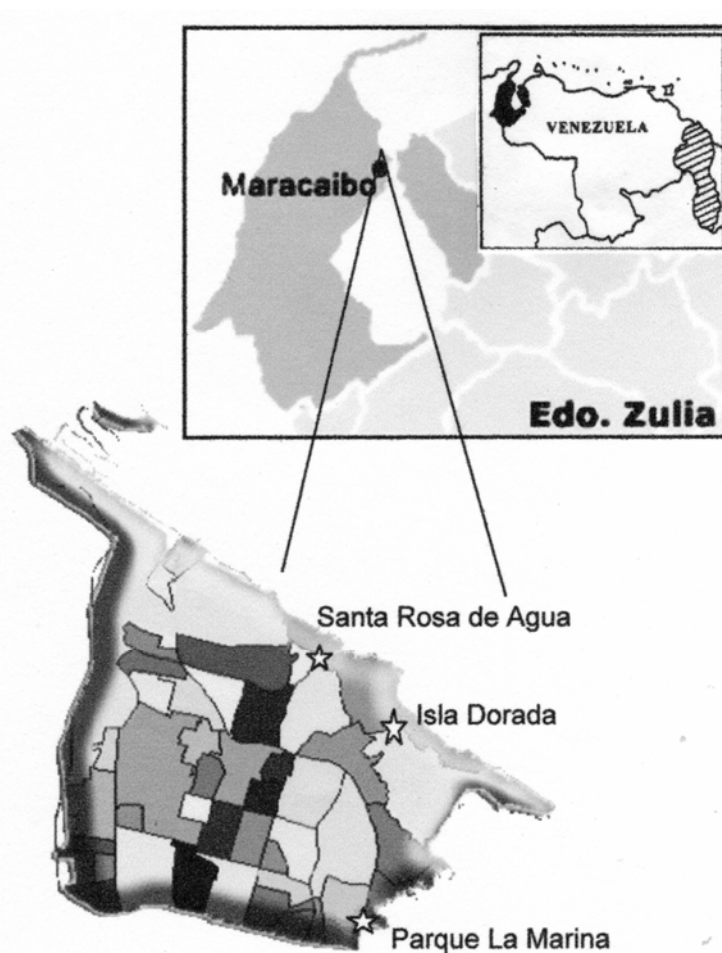 VENEZUELA
Maracaibo
Edo. Zulia
Santa Rosa de Agua
Isla Dorada
Parque La Marina